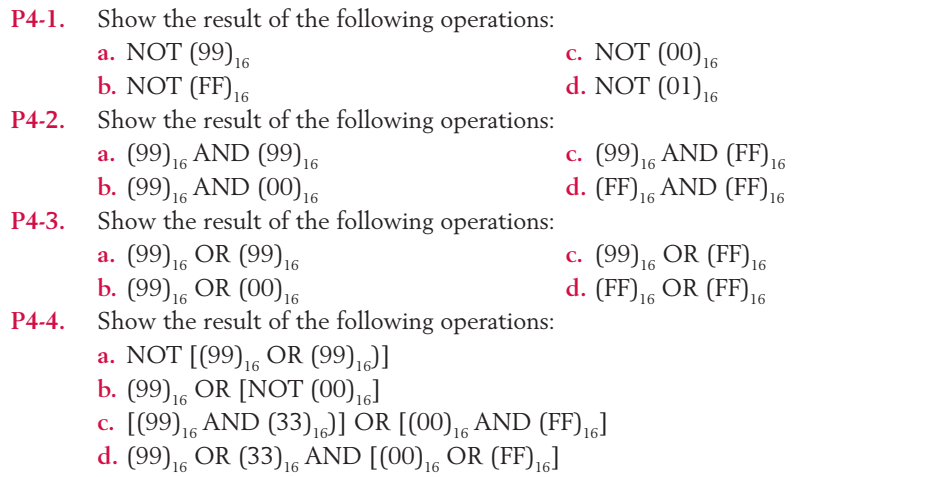 P4-1. Show the result of the following operations:
a. NOT (99)₁₆ c. NOT (00)₁₆
b. NOT (FF)₁₆ d. NOT (01)₁₆
P4-2. Show the result of the following operations:
a. (99)₁₆ AND (99)₁₆ c. (99)₁₆ AND (FF)₁₆
b. (99)₁₆ AND (00)₁₆ d. (FF)₁₆ AND (FF)₁₆
P4-3. Show the result of the following operations:
a. (99)₁₆ OR (99)₁₆ c. (99)₁₆ OR (FF)₁₆
b. (99)₁₆ OR (00)₁₆ d. (FF)₁₆ OR (FF)₁₆
P4-4. Show the result of the following operations:
a. NOT [(99)₁₆ OR (99)₁₆)]
b. (99)₁₆ OR [NOT (00)₁₆]
c. [(99)₁₆ AND (33)₁₆)] OR [(00)₁₆ AND (FF)₁₆]
d. (99)₁₆ OR (33)₁₆ AND [(00)₁₆ OR (FF)₁₆]